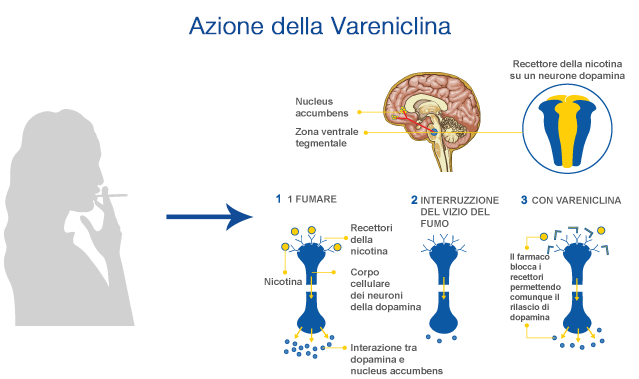 Azione della Vareniclina
Recettore della nicotina
su un neurone dopamina
Nucleus
accumbens
Zona ventrale
tegmentale
1 1 FUMARE
Recettori
della
nicotina
Nicotina
Corpo
cellulare
dei neuroni
della dopamina
Interazione tra
dopamina e
nucleus accumbens
2 INTERRUZZIONE
DEL VIZIO DEL
FUMO
3 CON VARENICLINA
Il farmaco
blocca i
recettori
permettendo
comunque il
rilascio di
dopamina